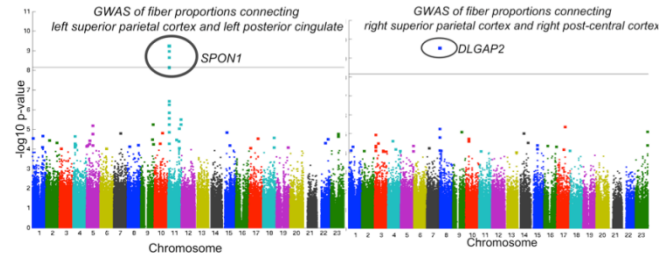 GWAS of fiber proportions connecting
left superior parietal cortex and left posterior cingulate
GWAS of fiber proportions connecting
right superior parietal cortex and right post-central cortex
SPON1
DLGAP2
-log10 p-value
11
10
9
8
7
6
5
4
3
2
1
0
1 2 3 4 5 6 7 8 9 10 11 12 13 14 15 16 17 18 19 20 21 22 23
1 2 3 4 5 6 7 8 9 10 11 12 13 14 15 16 17 18 19 20 21 22 23
Chromosome
Chromosome